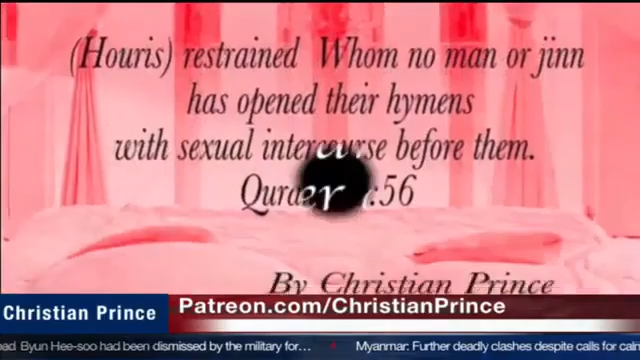 (Houris) restrained Whom no man or jinn
has opened their hymens
with sexual intercourse before them.
:56
By Christian Prince
Christian Prince
Patreon.com/ChristianPrince
Byun Hee-soo had been dismissed by the military for... Myanmar: Further deadly clashes despite calls for